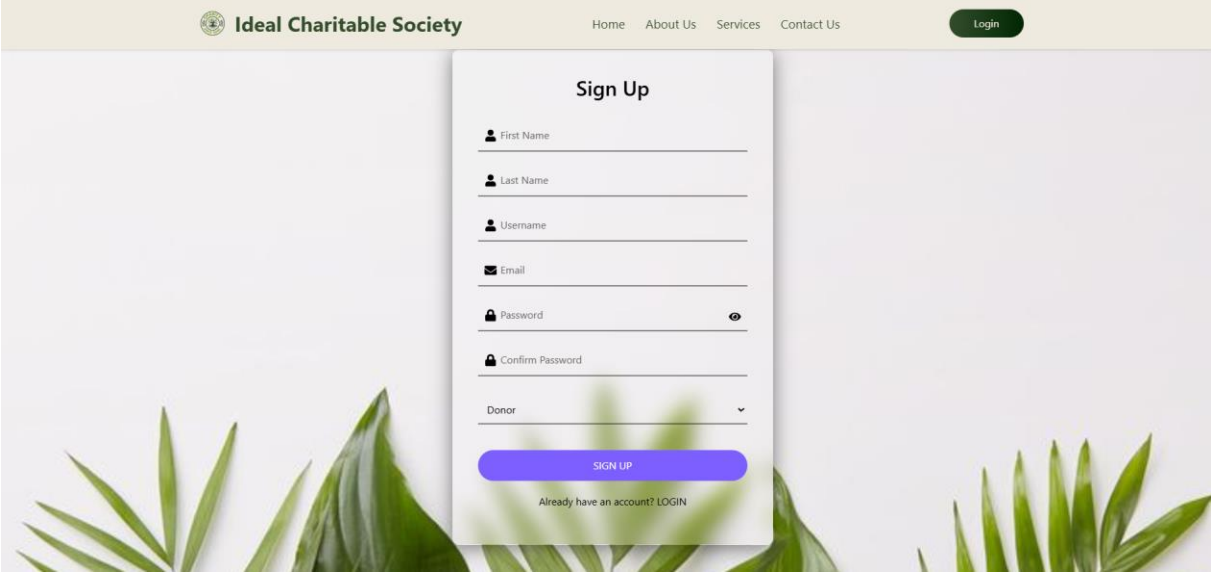 Ideal Charitable Society
Home About Us Services Contact Us
Login
Sign Up
First Name
Last Name
Username
Email
Password
Confirm Password
Donor
SIGN UP
Already have an account? LOGIN